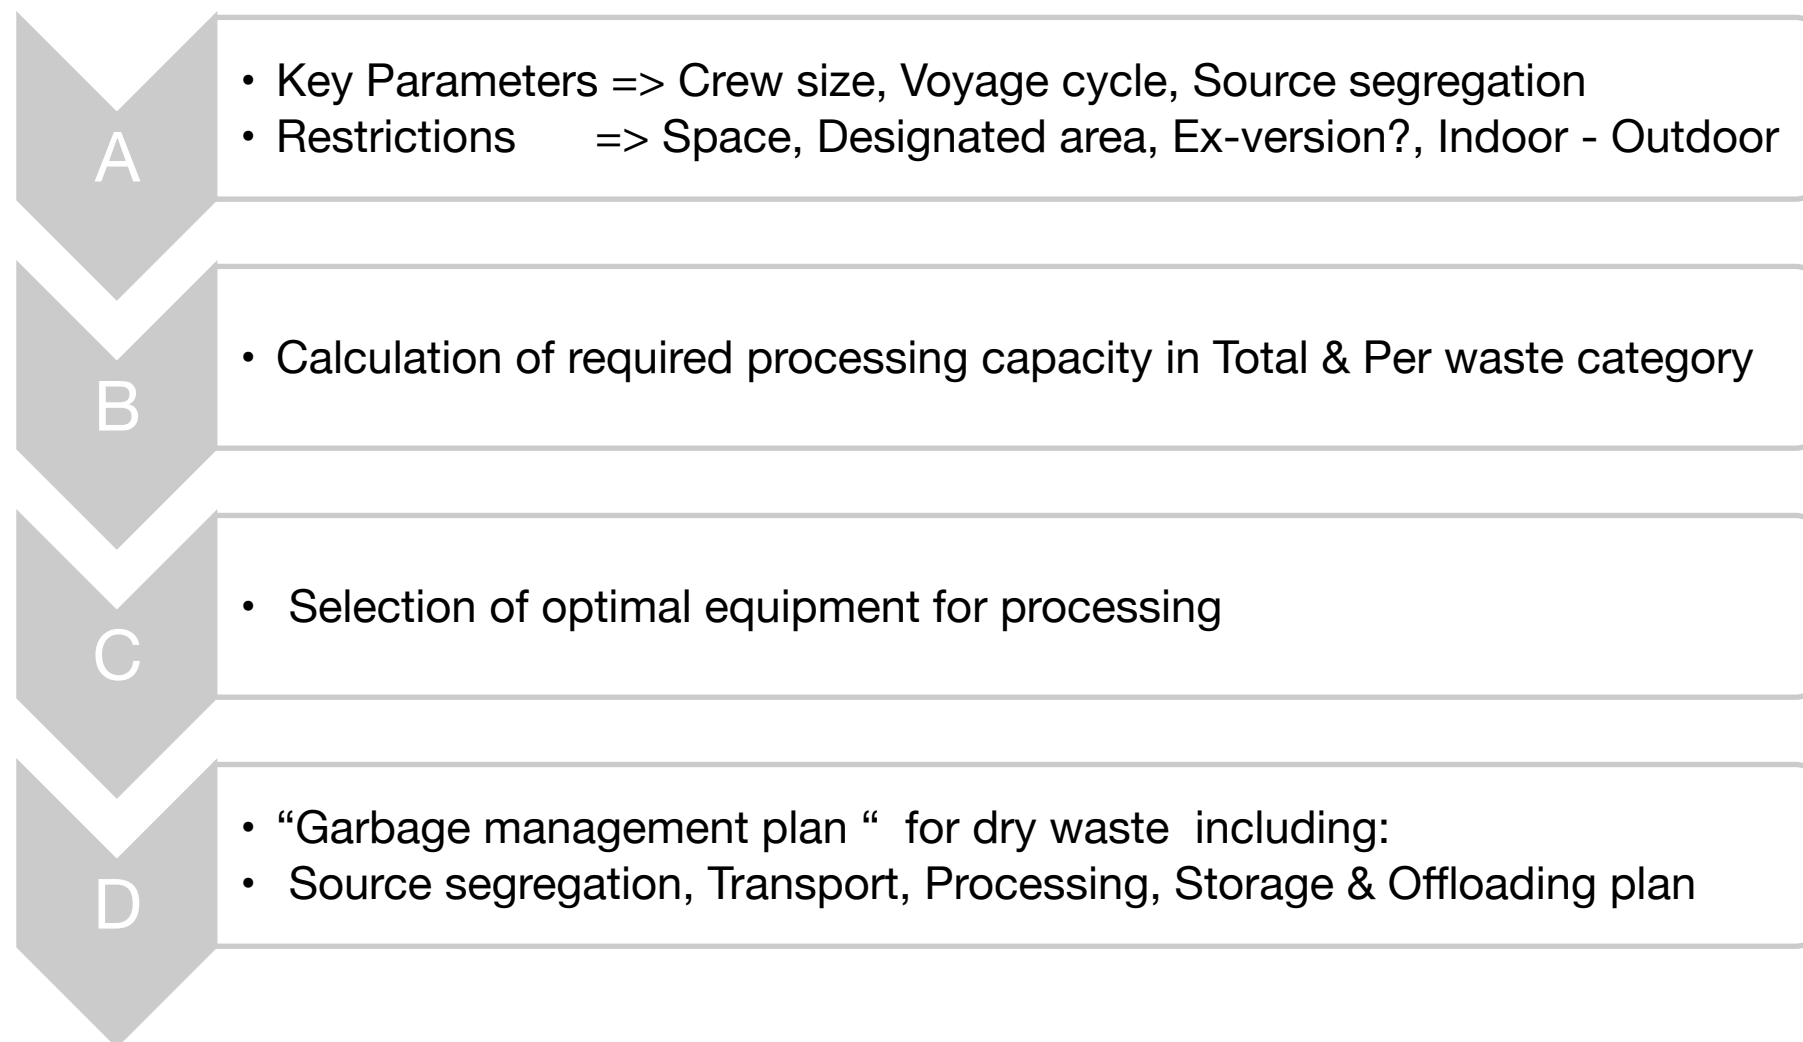 A
• Key Parameters => Crew size, Voyage cycle, Source segregation
• Restrictions => Space, Designated area, Ex-version?, Indoor - Outdoor
B
• Calculation of required processing capacity in Total & Per waste category
C
• Selection of optimal equipment for processing
D
• “Garbage management plan “ for dry waste including:
• Source segregation, Transport, Processing, Storage & Offloading plan